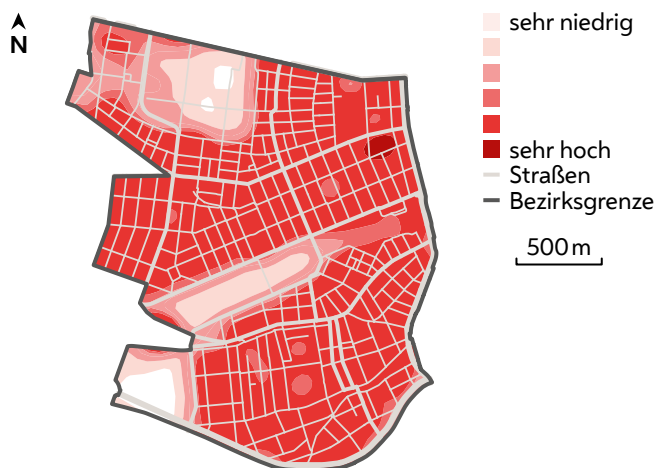 N
sehr niedrig
sehr hoch
Straßen
Bezirksgrenze
500 m